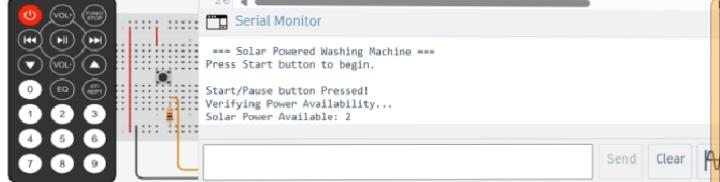 26
Serial Monitor
=== Solar Powered Washing Machine ===
Press Start button to begin.
Start/Pause button Pressed!
Verifying Power Availability...
Solar Power Available: 2
Send
Clear
VOL+
FUNC/STOP
VOL-
0
EQ
ST/REPT
1
2
3
4
5
6
7
8
9